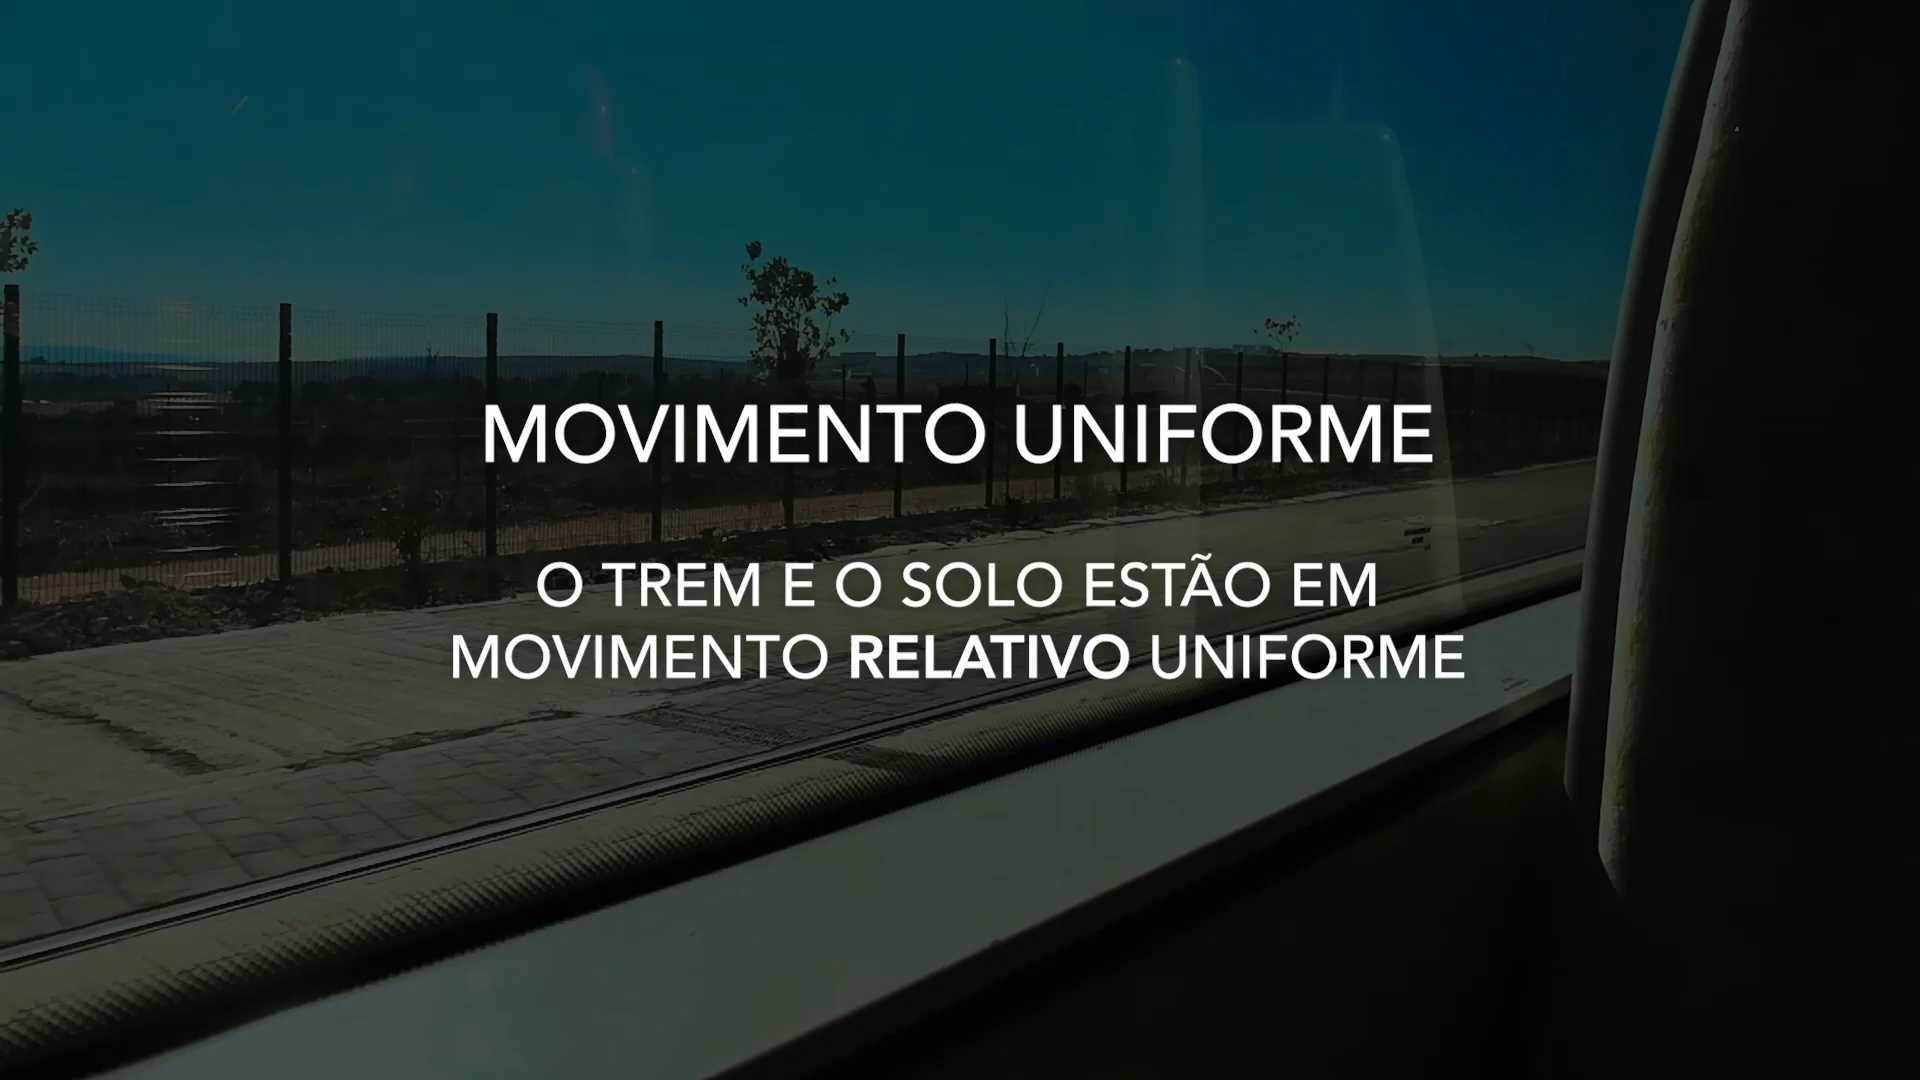 MOVIMENTO UNIFORME
O TREM E O SOLO ESTÃO EM
MOVIMENTO RELATIVO UNIFORME